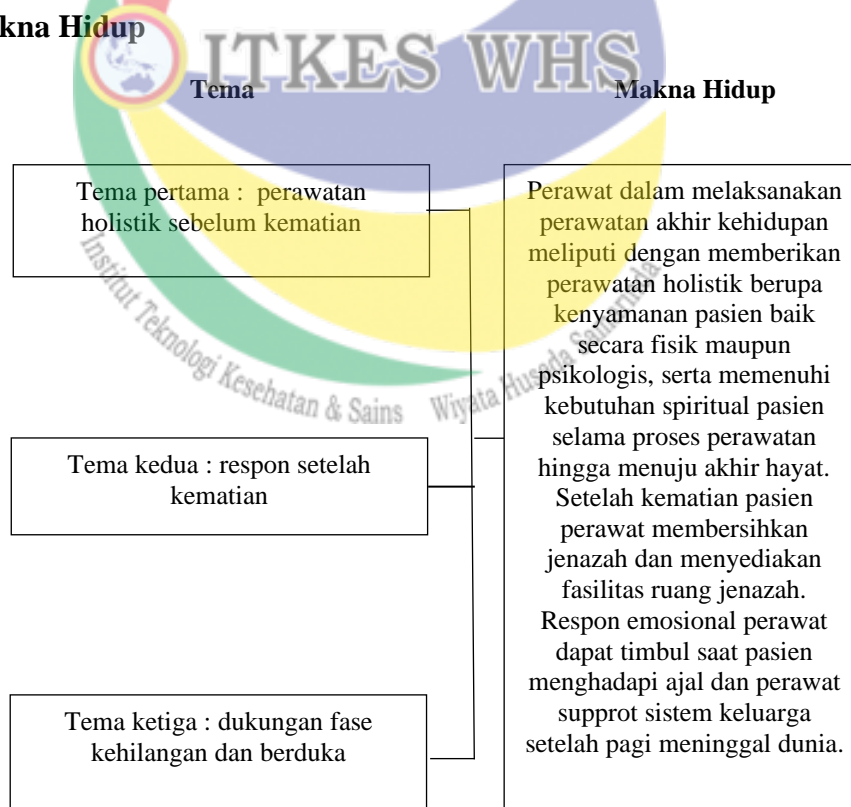 kna Hidup
ITKES WHS
Tema
Makna Hidup
Tema pertama : perawatan
holistik sebelum kematian
Tema kedua : respon setelah
kematian
Tema ketiga : dukungan fase
kehilangan dan berduka
Perawat dalam melaksanakan
perawatan akhir kehidupan
meliputi dengan memberikan
perawatan holistik berupa
kenyamanan pasien baik
secara fisik maupun
psikologis, serta memenuhi
kebutuhan spiritual pasien
selama proses perawatan
hingga menuju akhir hayat.
Setelah kematian pasien
perawat membersihkan
jenazah dan menyediakan
fasilitas ruang jenazah.
Respon emosional perawat
dapat timbul saat pasien
menghadapi ajal dan perawat
supprot sistem keluarga
setelah pagi meninggal dunia.
Institut Teknologi Kesehatan & Sains Wiyata Husada Samarinda